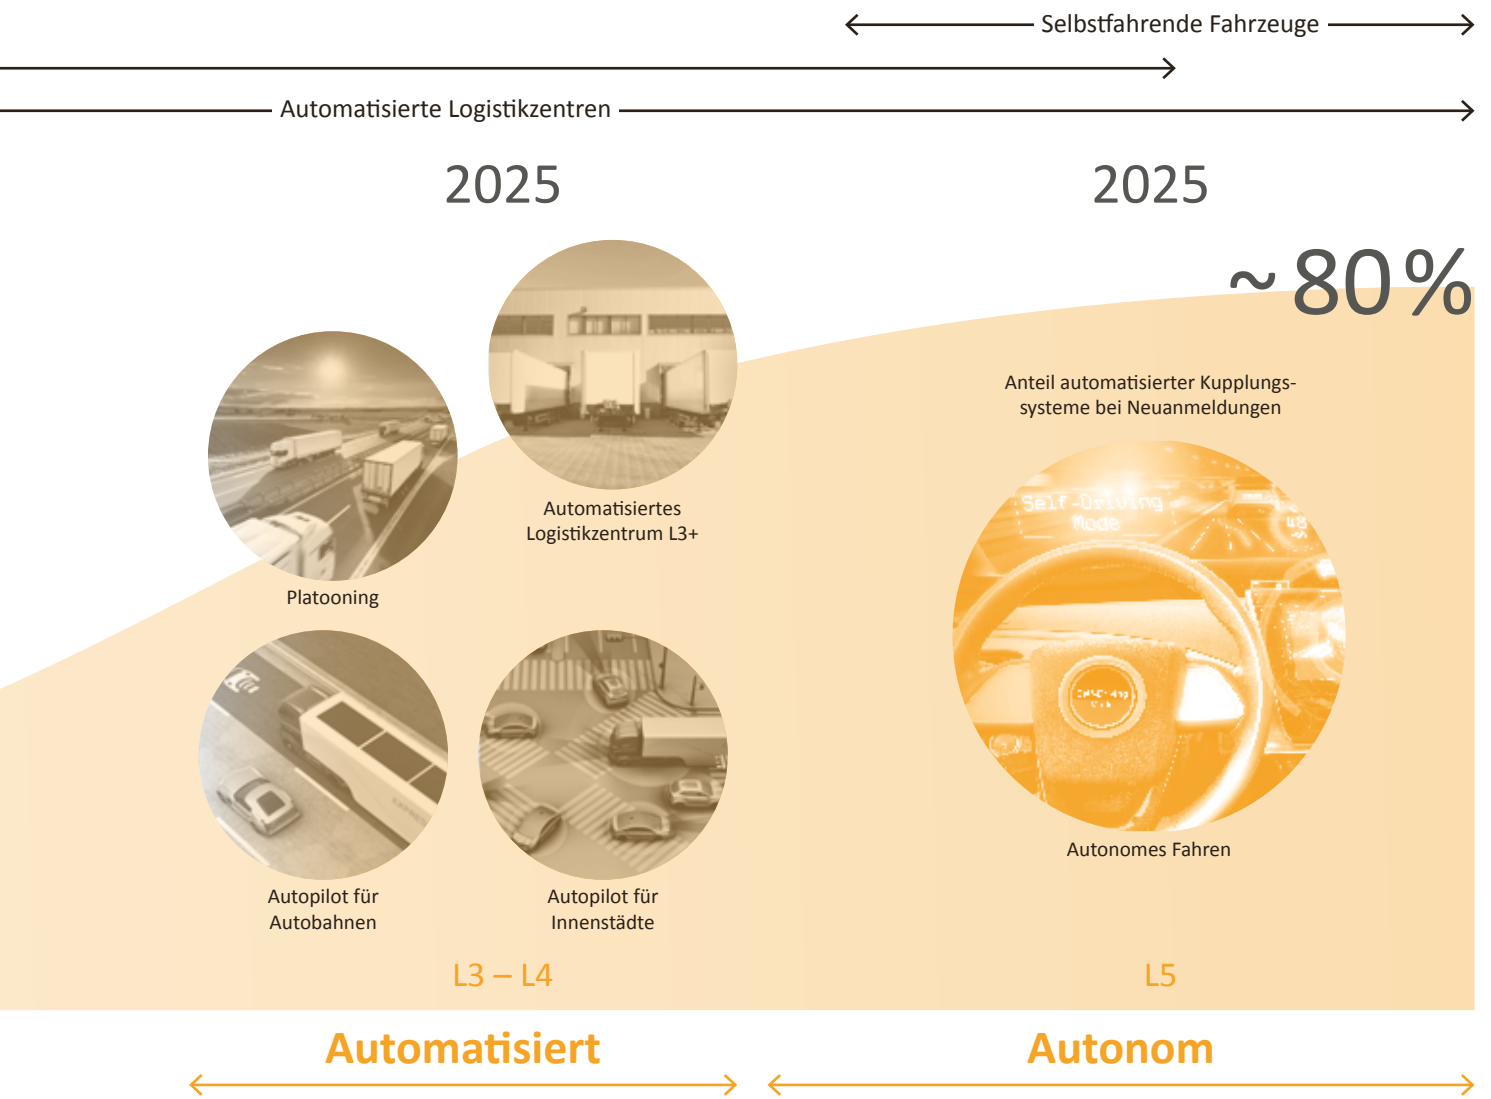 Selbstfahrende Fahrzeuge
Automatisierte Logistikzentren
2025
2025
~80%
Anteil automatisierter Kupplungs-
systeme bei Neuanmeldungen
Self-Driving
Mode
Automatisiertes
Logistikzentrum L3+
Platooning
Autonomes Fahren
Autopilot für
Autobahnen
Autopilot für
Innenstädte
L3 – L4
L5
Automatisiert
Autonom